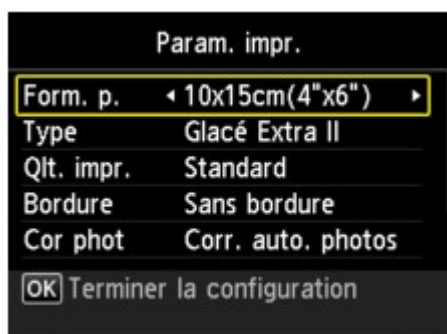 Param. impr.
Form. p. ◂ 10x15cm(4"x6") ▸
Type Glacé Extra II
Qlt. impr. Standard
Bordure Sans bordure
Cor phot Corr. auto. photos
OK Terminer la configuration